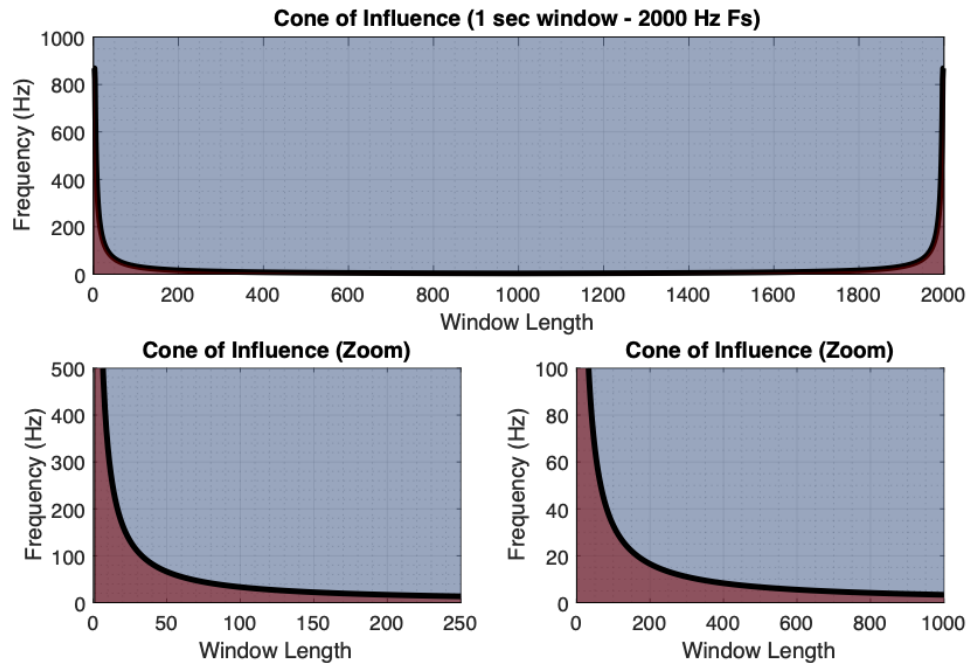 Cone of Influence (1 sec window - 2000 Hz Fs)
1000
800
600
400
200
0
Frequency (Hz)
0 200 400 600 800 1000 1200 1400 1600 1800 2000
Window Length
Cone of Influence (Zoom)
500
400
300
200
100
0
Frequency (Hz)
0 50 100 150 200 250
Window Length
Cone of Influence (Zoom)
100
80
60
40
20
0
Frequency (Hz)
0 200 400 600 800 1000
Window Length